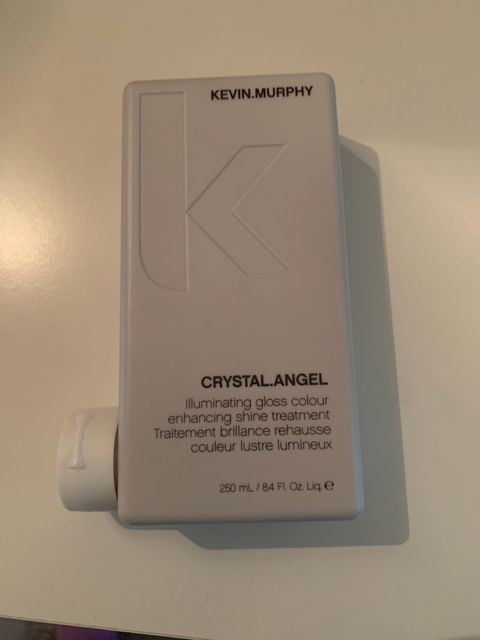 KEVIN.MURPHY
CRYSTAL.ANGEL
Illuminating gloss colour
enhancing shine treatment
Traitement brillance rehausse
couleur lustre lumineux
250 mL / 8.4 Fl. Oz. Liq. ℮